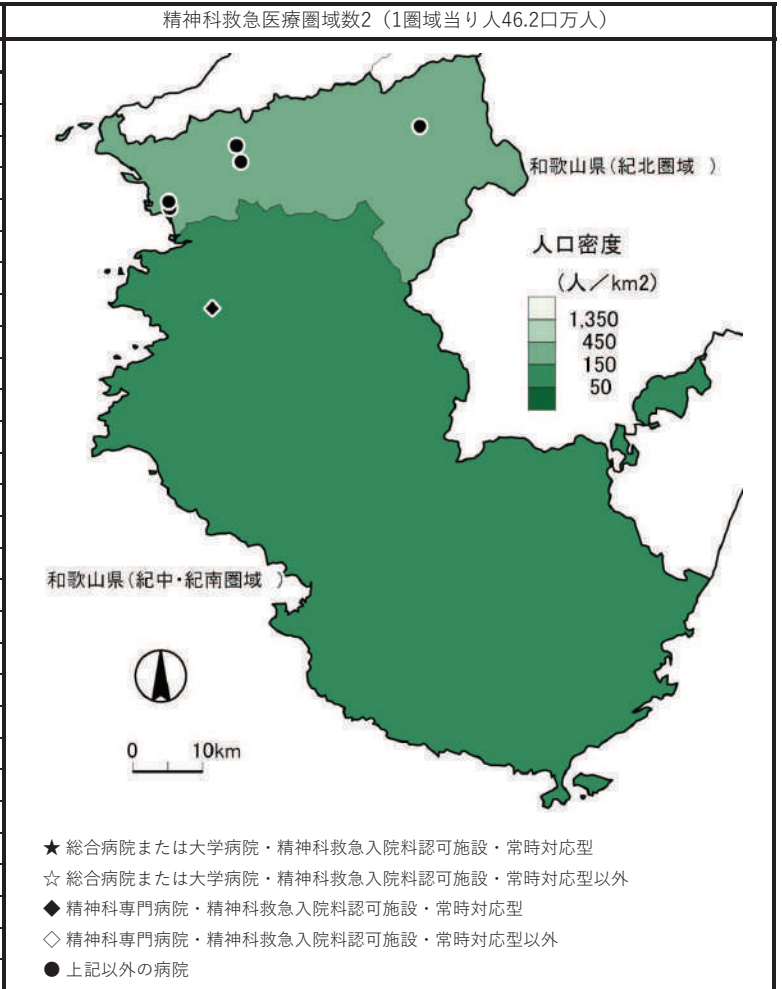 精神科救急医療圏域数2（1圏域当り人46.2口万人）
和歌山県(紀北圏域　)
人口密度
(人／km2)
1,350
450
150
50
和歌山県(紀中・紀南圏域　)
0　10km
★ 総合病院または大学病院・精神科救急入院料認可施設・常時対応型
☆ 総合病院または大学病院・精神科救急入院料認可施設・常時対応型以外
◆ 精神科専門病院・精神科救急入院料認可施設・常時対応型
◇ 精神科専門病院・精神科救急入院料認可施設・常時対応型以外
● 上記以外の病院